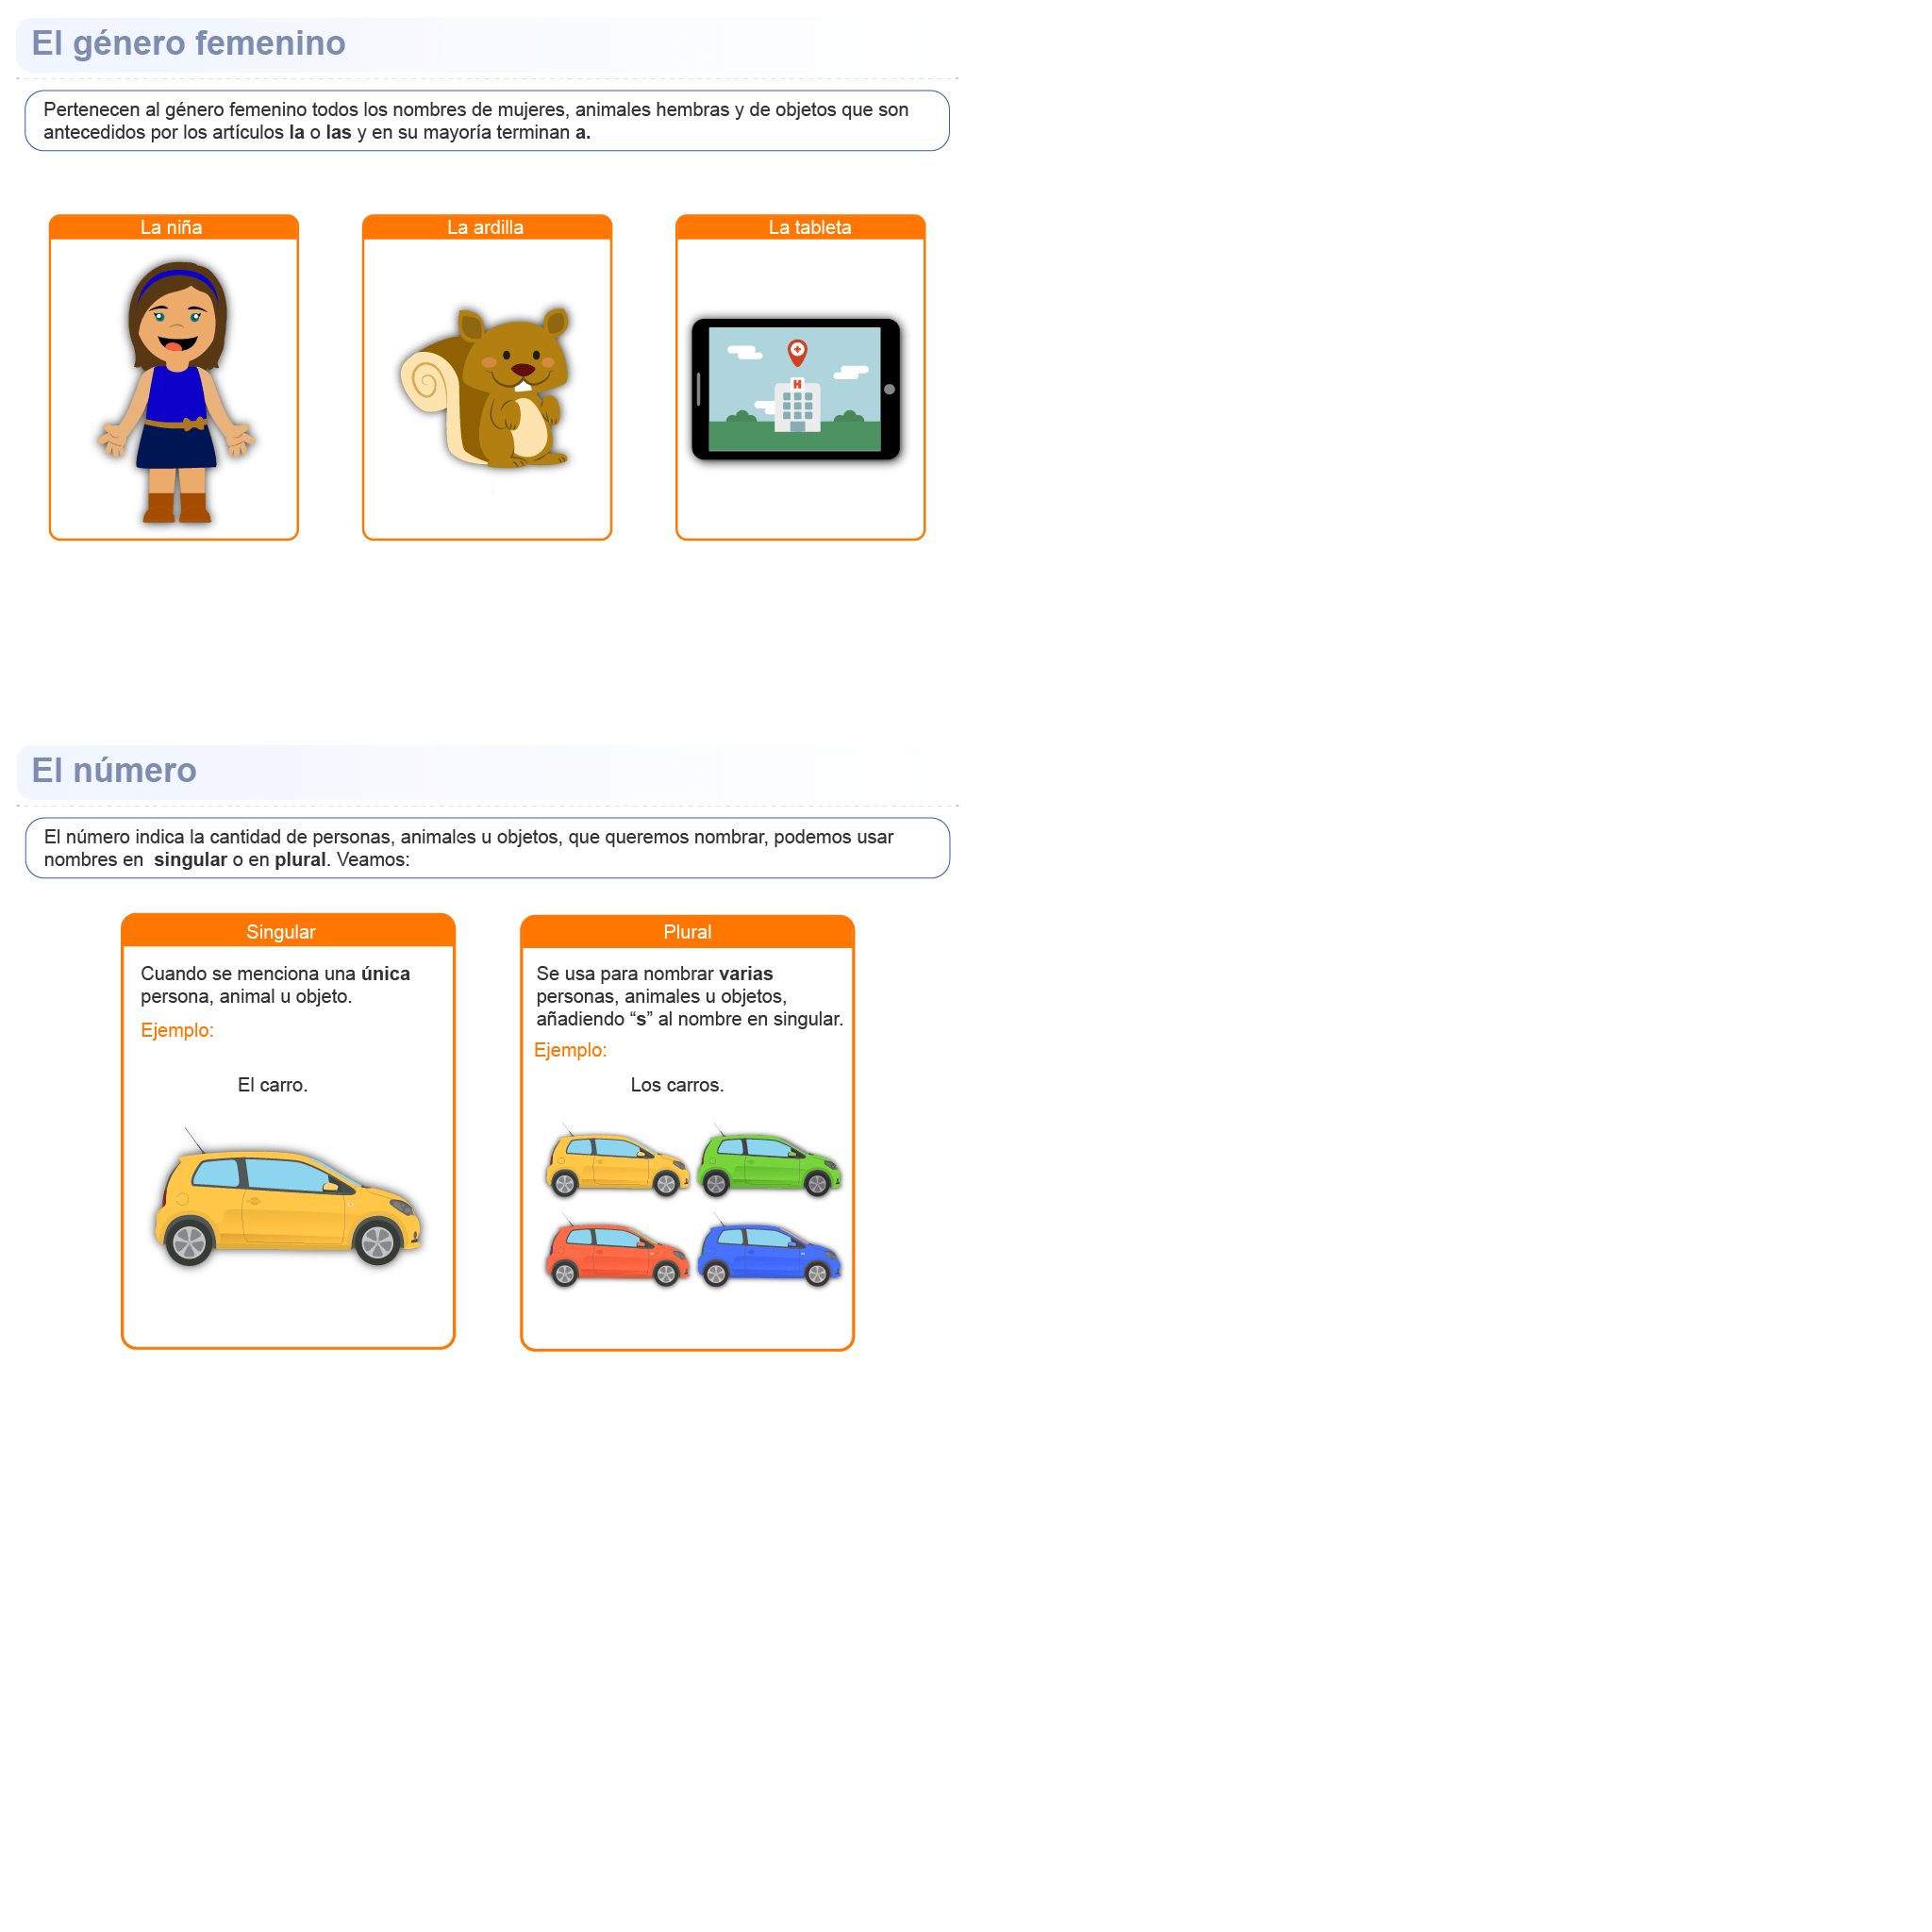 El género femenino
Pertenecen al género femenino todos los nombres de mujeres, animales hembras y de objetos que son
antecedidos por los artículos la o las y en su mayoría terminan a.
La niña
La ardilla
La tableta
H
El número
El número indica la cantidad de personas, animales u objetos, que queremos nombrar, podemos usar
nombres en singular o en plural. Veamos:
Singular
Cuando se menciona una única
persona, animal u objeto.
Ejemplo:
El carro.
Plural
Se usa para nombrar varias
personas, animales u objetos,
añadiendo “s” al nombre en singular.
Ejemplo:
Los carros.